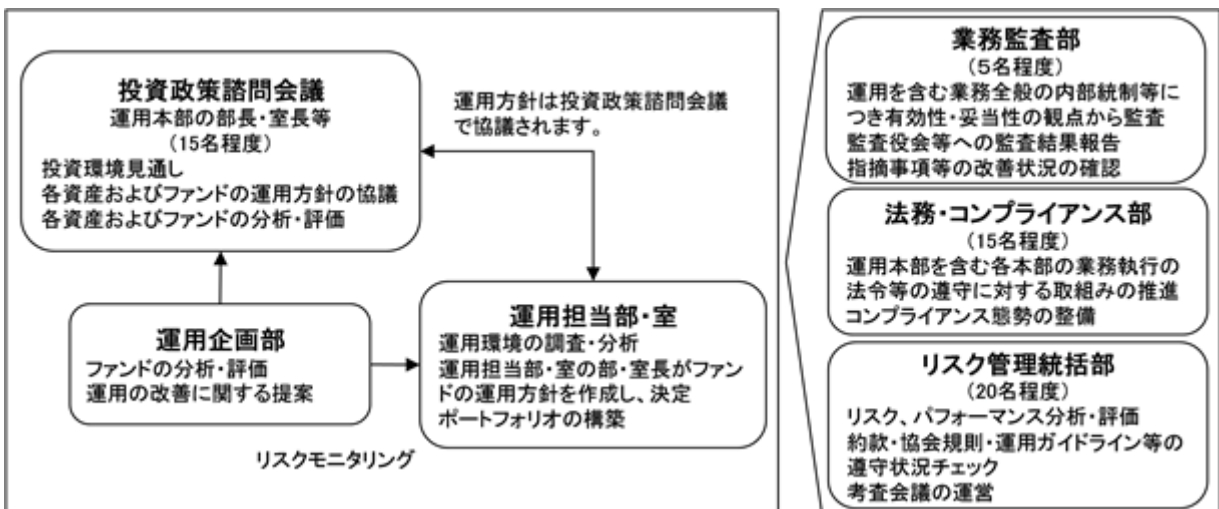 投資政策諮問会議
運用本部の部長・室長等
(15名程度)
投資環境見通し
各資産およびファンドの運用方針の協議
各資産およびファンドの分析・評価
運用方針は投資政策諮問会議
で協議されます。
運用企画部
ファンドの分析・評価
運用の改善に関する提案
運用担当部・室
運用環境の調査・分析
運用担当部・室の部・室長がファン
ドの運用方針を作成し、決定
ポートフォリオの構築
リスクモニタリング
業務監査部
(5名程度)
運用を含む業務全般の内部統制等に
つき有効性・妥当性の観点から監査
監査役会等への監査結果報告
指摘事項等の改善状況の確認
法務・コンプライアンス部
(15名程度)
運用本部を含む各本部の業務執行の
法令等の遵守に対する取組みの推進
コンプライアンス態勢の整備
リスク管理統括部
(20名程度)
リスク、パフォーマンス分析・評価
約款・協会規則・運用ガイドライン等の
遵守状況チェック
考査会議の運営